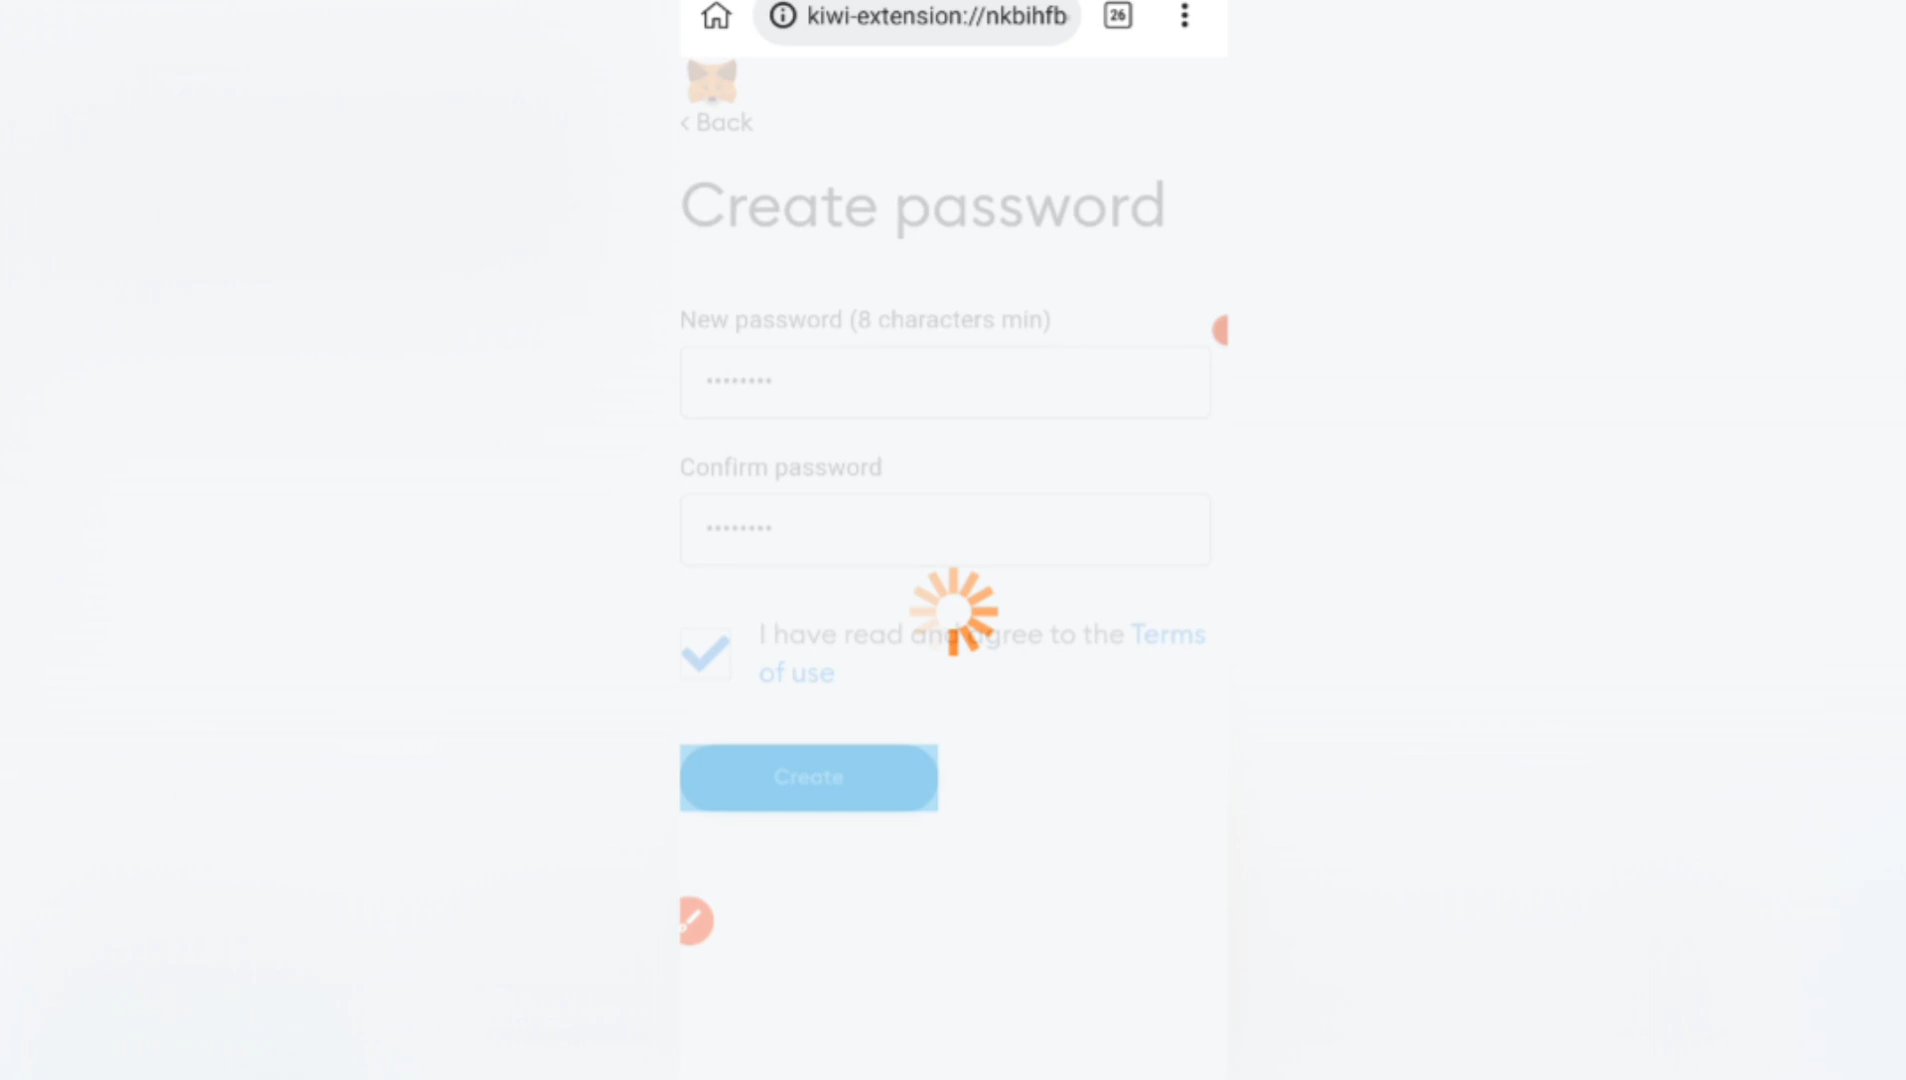 kiwi-extension://nkbihfb
26
< Back
Create password
New password (8 characters min)
••••••••
Confirm password
••••••••
I have read and agree to the Terms
of use
Create